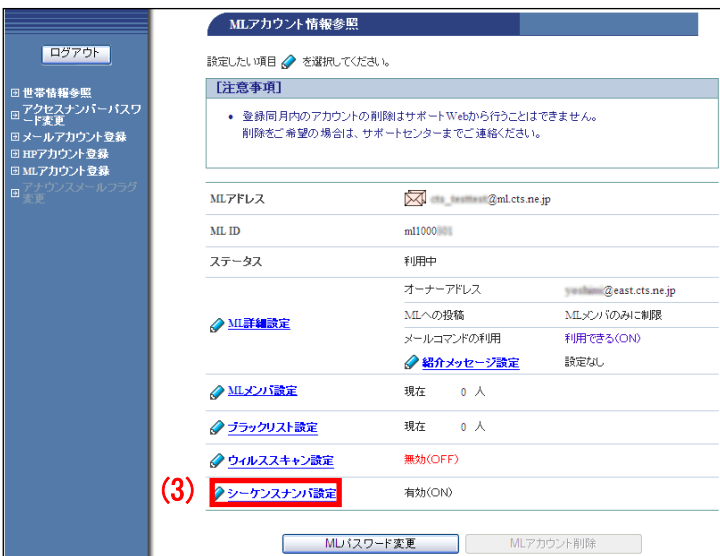 MLアカウント情報参照
ログアウト
設定したい項目 を選択してください。
世帯情報参照
アクセスナンバーパスワード変更
メールアカウント登録
HPアカウント登録
MLアカウント登録
アナウンスメールフラグ変更
[注意事項]
• 登録同月内のアカウントの削除はサポートWebから行うことはできません。
削除をご希望の場合は、サポートセンターまでご連絡ください。
MLアドレス @ml.cts.ne.jp
ML ID ml1000
ステータス 利用中
ML詳細設定
オーナーアドレス @east.cts.ne.jp
MLへの投稿 MLメンバのみに制限
メールコマンドの利用 利用できる(ON)
紹介メッセージ設定 設定なし
MLメンバ設定 現在 0 人
ブラックリスト設定 現在 0 人
ウィルススキャン設定 無効(OFF)
(3) シーケンスナンバ設定 有効(ON)
MLパスワード変更 MLアカウント削除